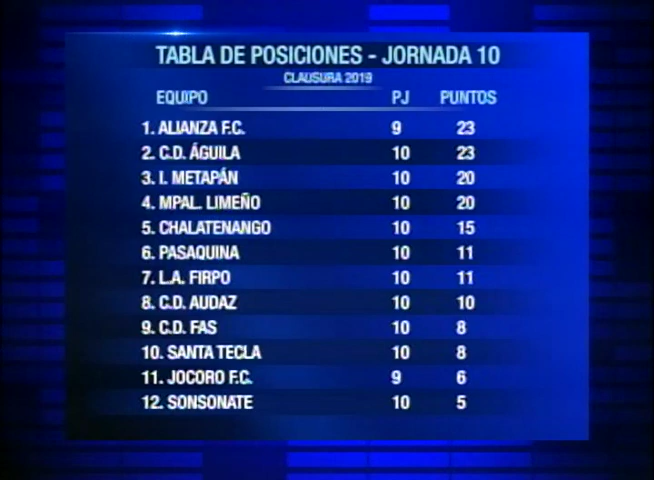 TABLA DE POSICIONES - JORNADA 10
CLAUSURA 2019
EQUIPO PJ PUNTOS
1. ALIANZA F.C. 9 23
2. C.D. ÁGUILA 10 23
3. I. METAPÁN 10 20
4. MPAL. LIMEÑO 10 20
5. CHALATENANGO 10 15
6. PASAQUINA 10 11
7. L.A. FIRPO 10 11
8. C.D. AUDAZ 10 10
9. C.D. FAS 10 8
10. SANTA TECLA 10 8
11. JOCORO F.C. 9 6
12. SONSONATE 10 5